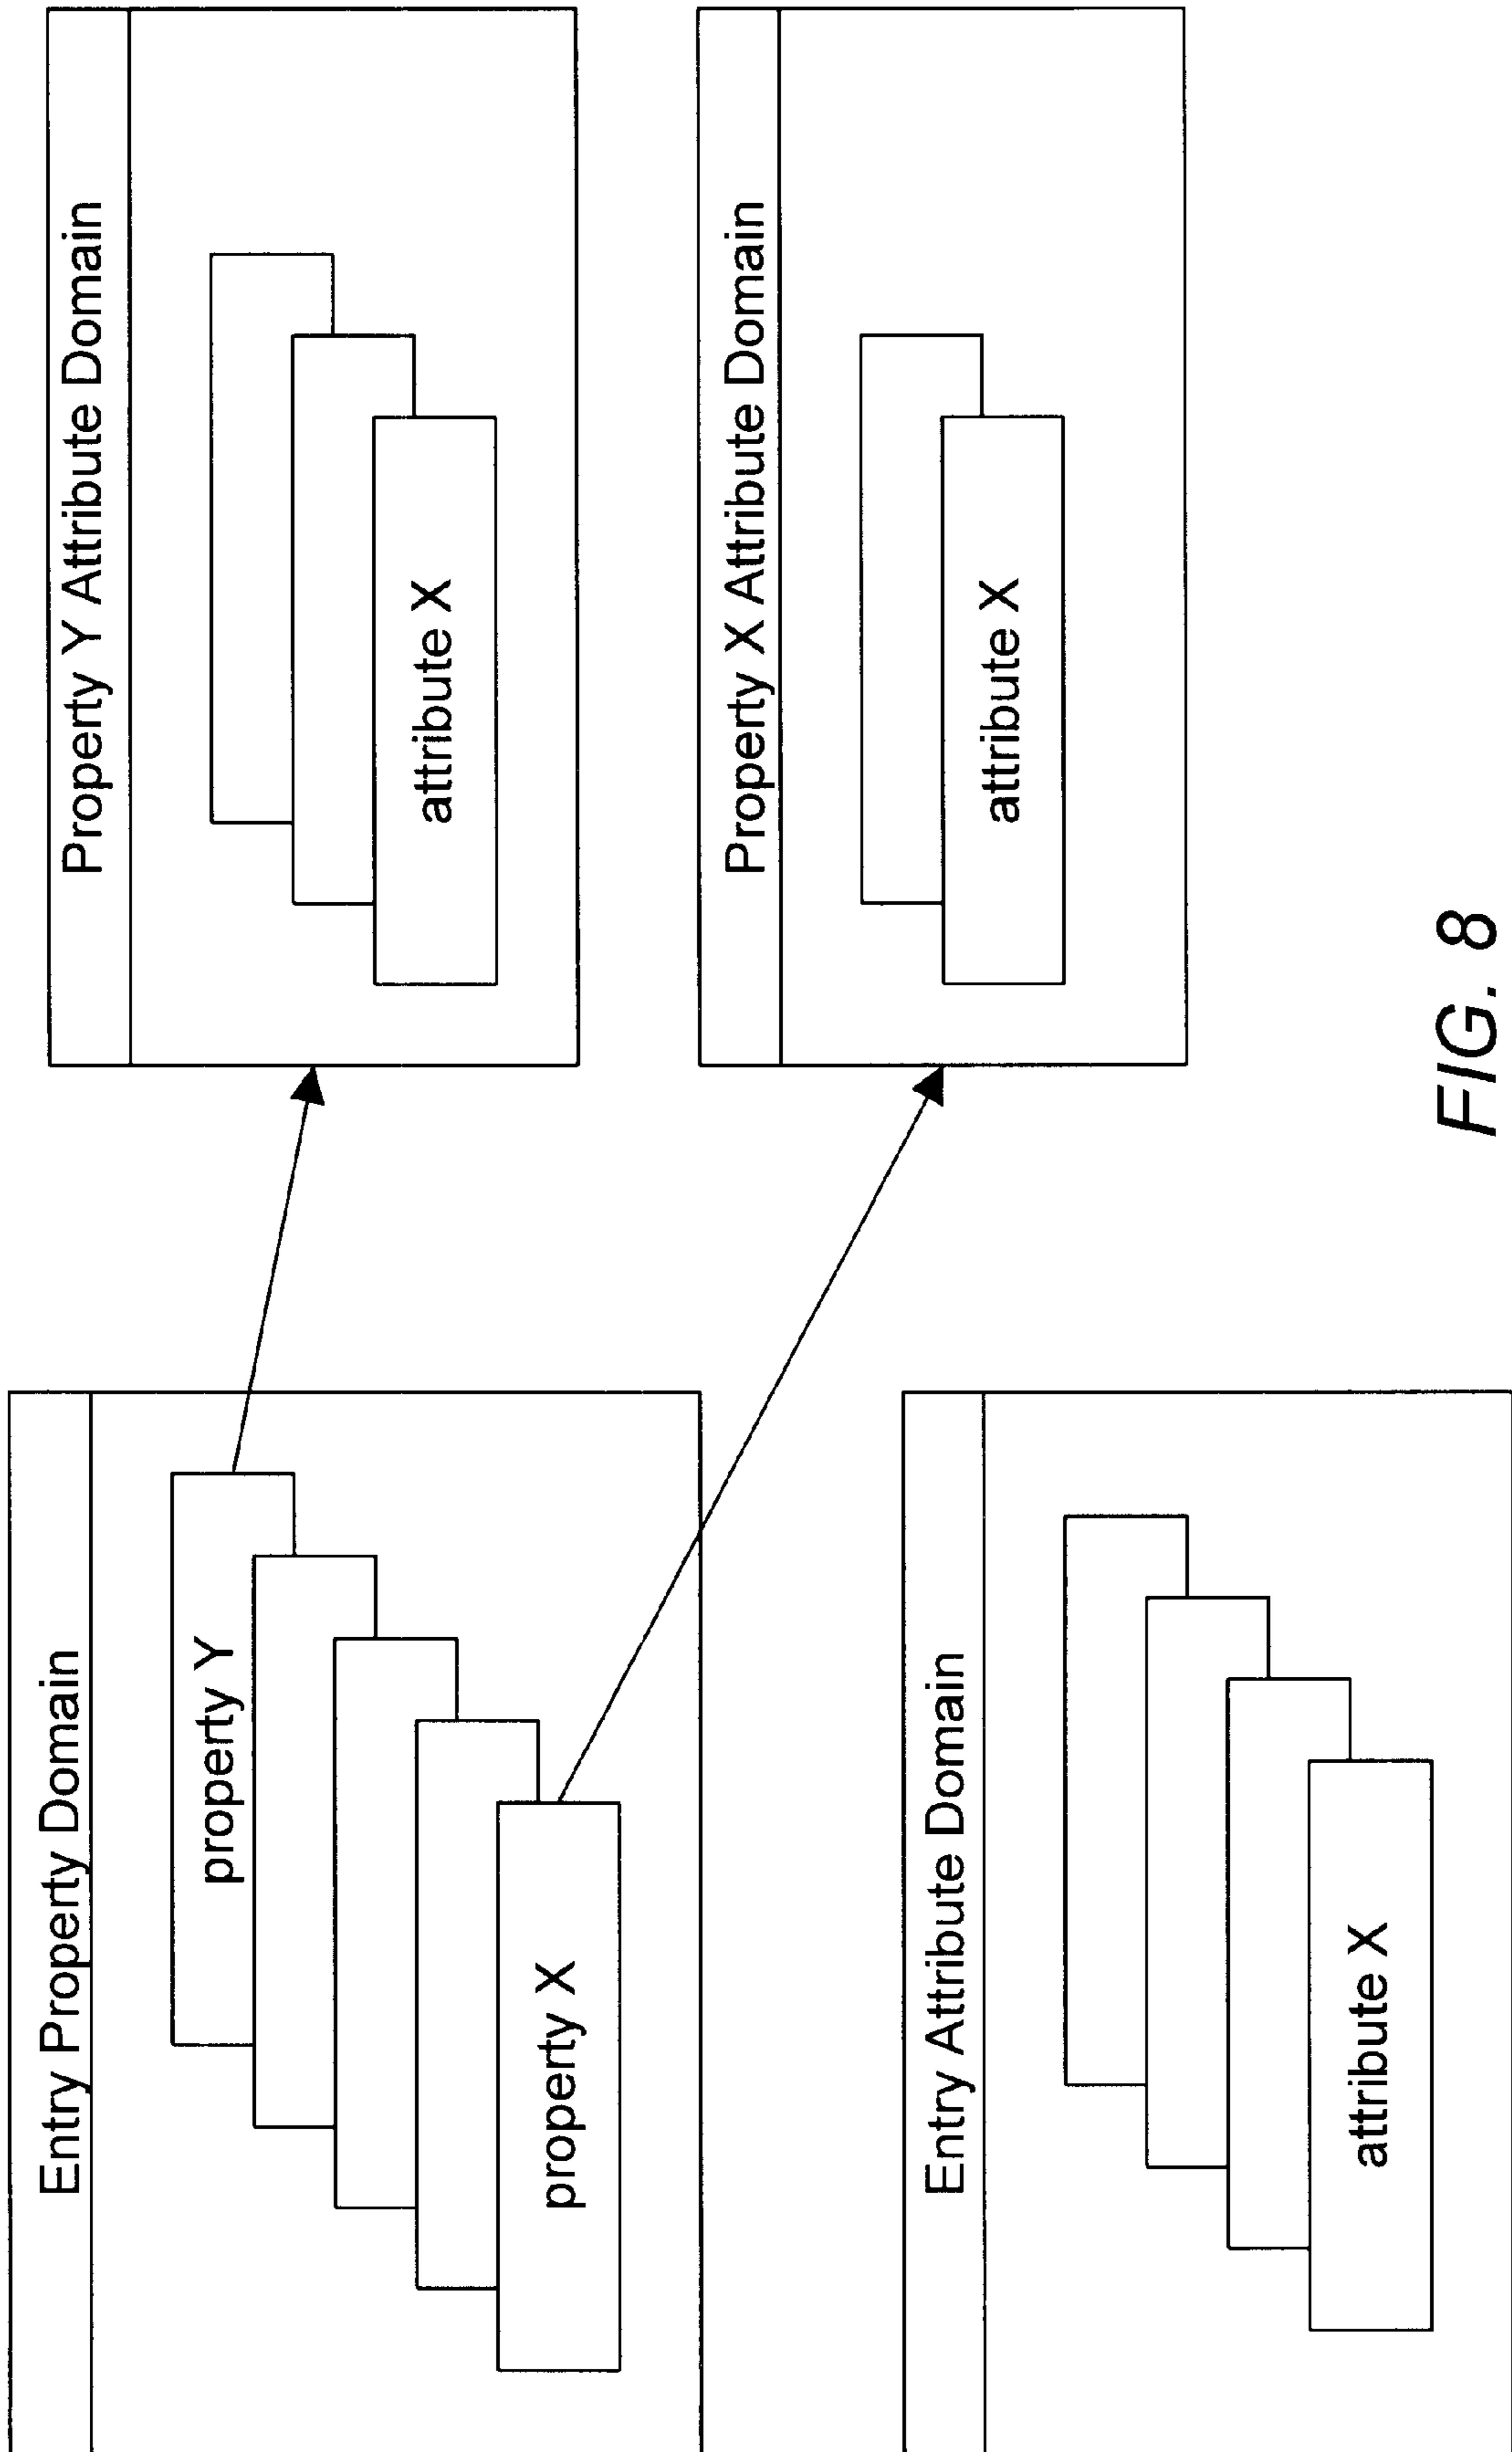 Entry Property Domain
property Y
property X
Property Y Attribute Domain
attribute X
Entry Attribute Domain
attribute X
Property X Attribute Domain
attribute X
FIG. 8